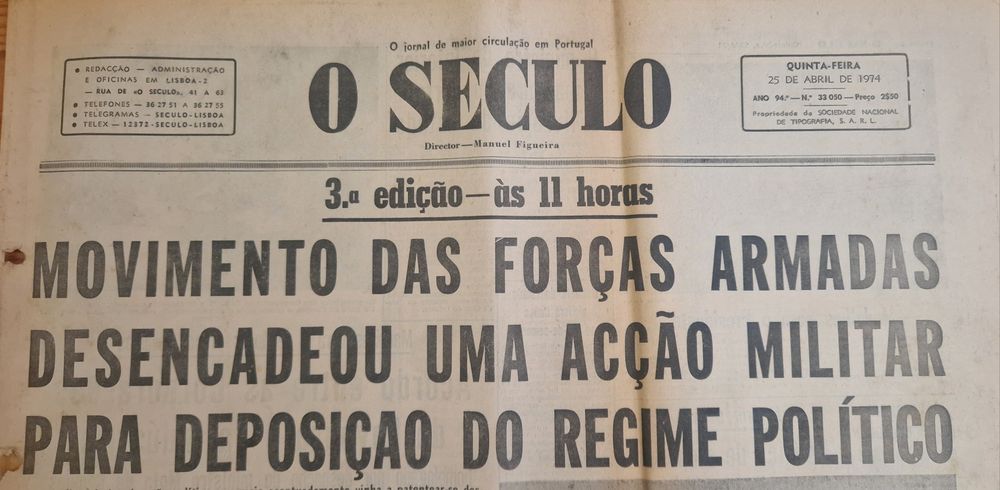 O jornal de maior circulação em Portugal
• REDACÇÃO — ADMINISTRAÇÃO
E OFICINAS EM LISBOA-2
— RUA DE «O SECULO», 41 A 63
• TELEFONES — 36 27 51 A 36 27 55
• TELEGRAMAS — SECULO-LISBOA
• TELEX — 12372-SECULO-LISBOA
O SECULO
Director — Manuel Figueira
QUINTA-FEIRA
25 DE ABRIL DE 1974
ANO 94.º — N.º 33 050 — Preço 2$50
Propriedade da SOCIEDADE NACIONAL
DE TIPOGRAFIA, S. A. R. L.
3.ª edição — às 11 horas
MOVIMENTO DAS FORÇAS ARMADAS
DESENCADEOU UMA ACÇÃO MILITAR
PARA DEPOSIÇAO DO REGIME POLÍTICO